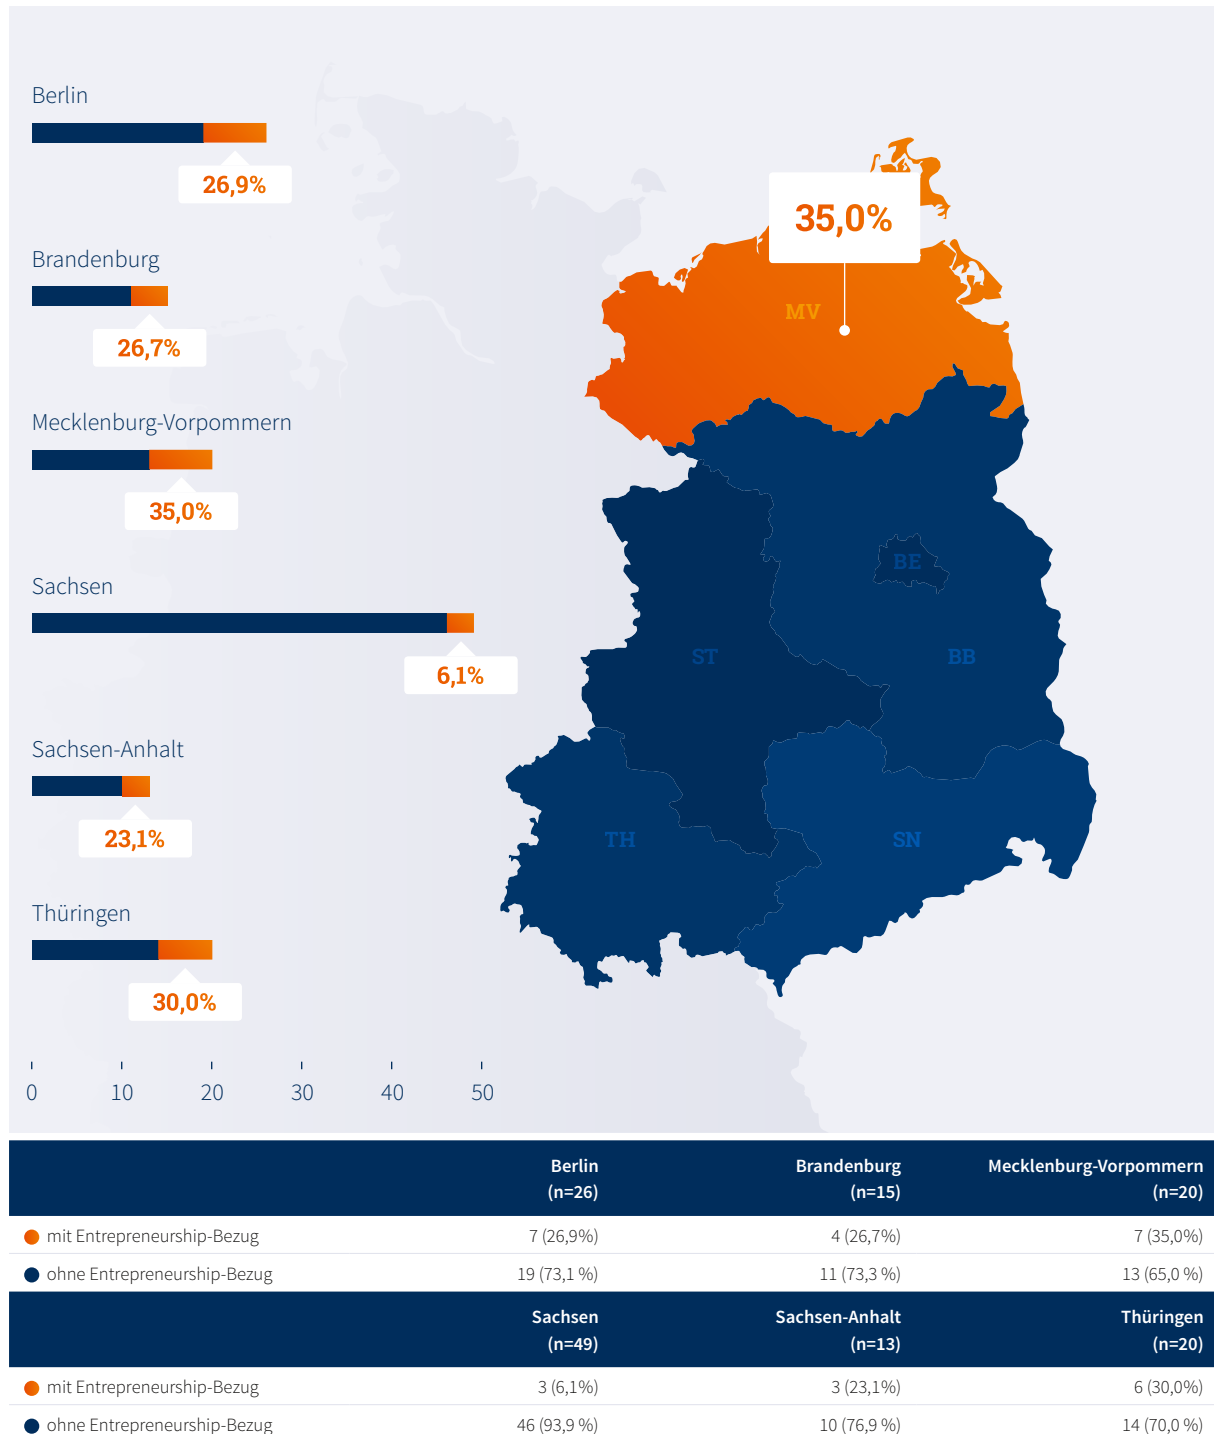 Berlin
26,9%
Brandenburg
26,7%
Mecklenburg-Vorpommern
35,0%
Sachsen
6,1%
Sachsen-Anhalt
23,1%
Thüringen
30,0%
0 10 20 30 40 50
35,0%
MV
BE
ST BB
TH SN
Berlin Brandenburg Mecklenburg-Vorpommern
(n=26) (n=15) (n=20)
mit Entrepreneurship-Bezug 7 (26,9%) 4 (26,7%) 7 (35,0%)
ohne Entrepreneurship-Bezug 19 (73,1 %) 11 (73,3 %) 13 (65,0 %)
Sachsen Sachsen-Anhalt Thüringen
(n=49) (n=13) (n=20)
mit Entrepreneurship-Bezug 3 (6,1%) 3 (23,1%) 6 (30,0%)
ohne Entrepreneurship-Bezug 46 (93,9 %) 10 (76,9 %) 14 (70,0 %)